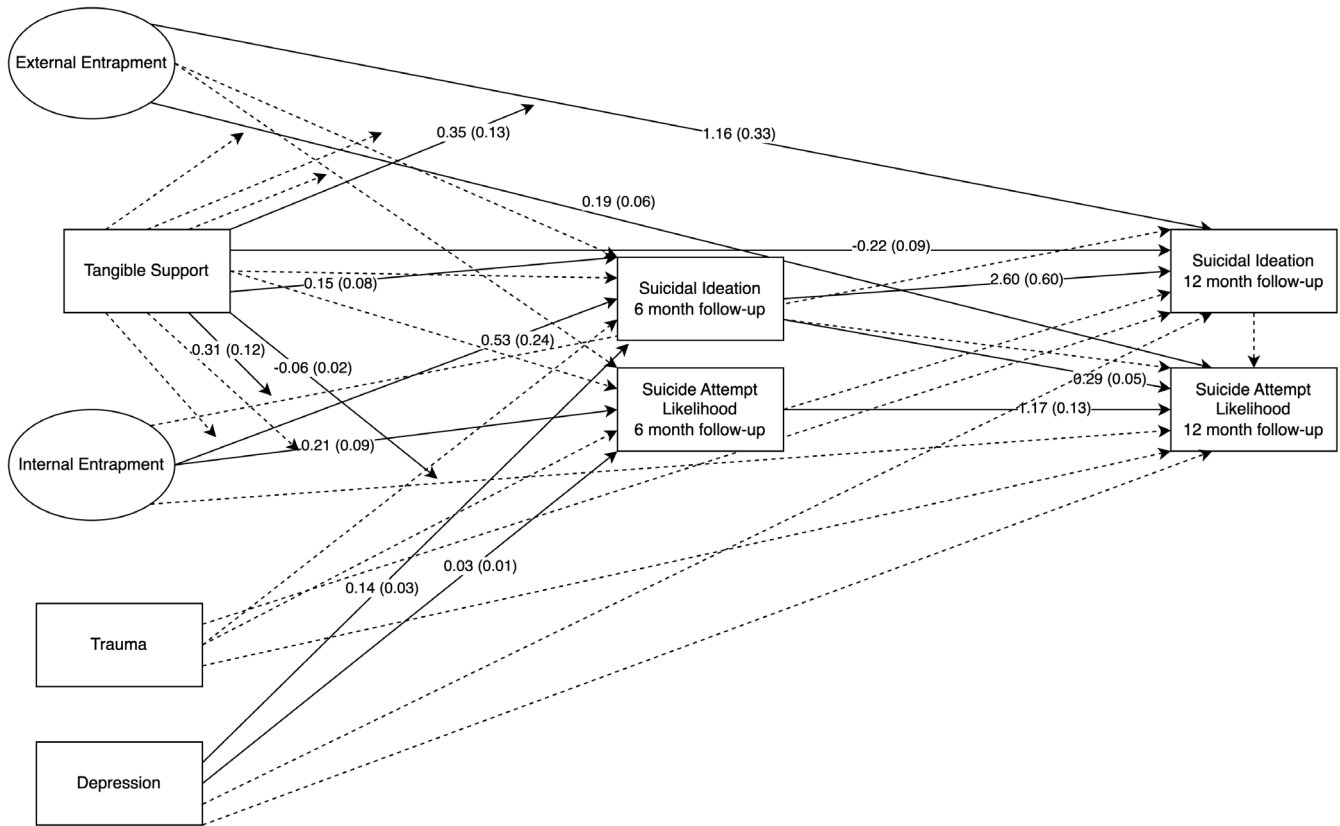 External Entrapment
0.35 (0.13)
1.16 (0.33)
0.19 (0.06)
Tangible Support
-0.22 (0.09)
Suicidal Ideation
12 month follow-up
0.15 (0.08)
Suicidal Ideation
6 month follow-up
2.60 (0.60)
0.31 (0.12)
-0.06 (0.02)
0.53 (0.24)
Suicide Attempt
Likelihood
6 month follow-up
-0.29 (0.05)
Suicide Attempt
Likelihood
12 month follow-up
1.17 (0.13)
Internal Entrapment
0.21 (0.09)
0.03 (0.01)
0.14 (0.03)
Trauma
Depression